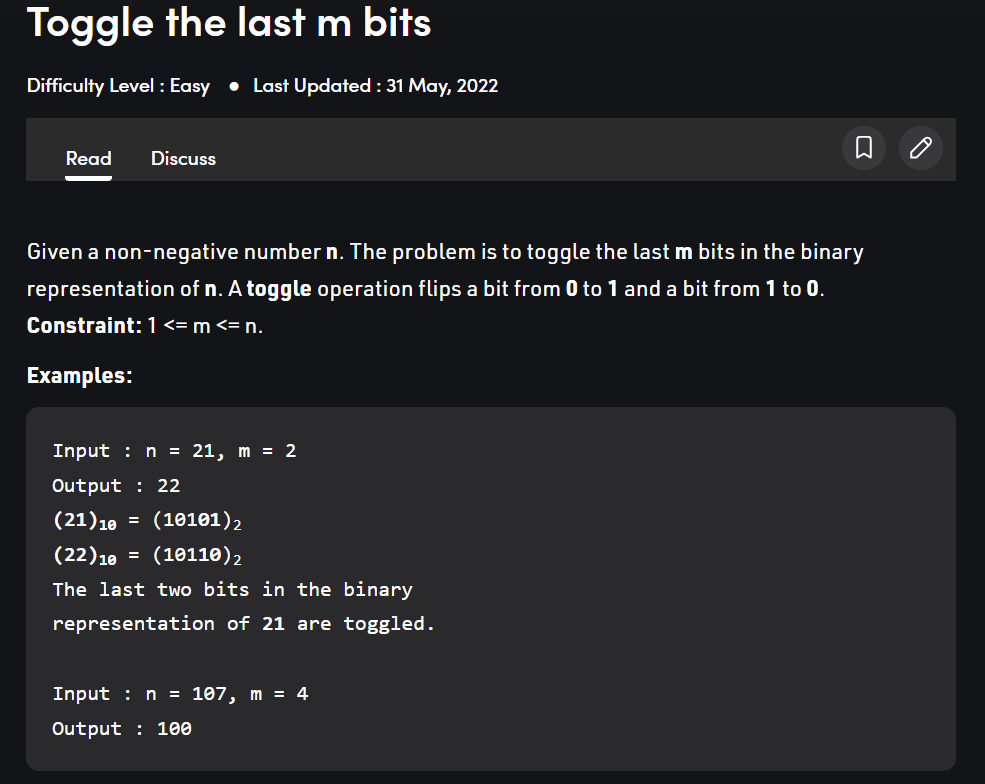 Toggle the last m bits
Difficulty Level : Easy ● Last Updated : 31 May, 2022
Read Discuss
Given a non-negative number n. The problem is to toggle the last m bits in the binary
representation of n. A toggle operation flips a bit from 0 to 1 and a bit from 1 to 0.
Constraint: 1 <= m <= n.
Examples:
Input : n = 21, m = 2
Output : 22
(21)₁₀ = (10101)₂
(22)₁₀ = (10110)₂
The last two bits in the binary
representation of 21 are toggled.
Input : n = 107, m = 4
Output : 100